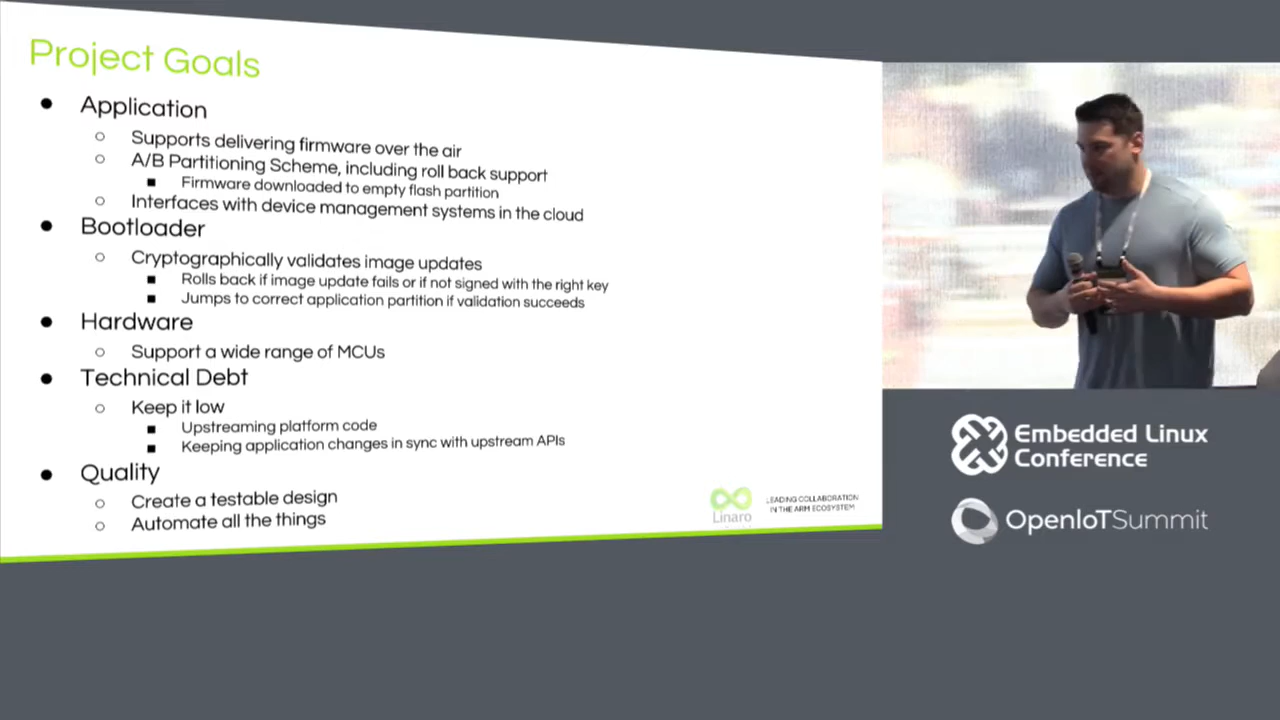 Project Goals
● Application
○ Supports delivering firmware over the air
○ A/B Partitioning Scheme, including roll back support
■ Firmware downloaded to empty flash partition
○ Interfaces with device management systems in the cloud
● Bootloader
○ Cryptographically validates image updates
■ Rolls back if image update fails or if not signed with the right key
■ Jumps to correct application partition if validation succeeds
● Hardware
○ Support a wide range of MCUs
● Technical Debt
○ Keep it low
■ Upstreaming platform code
■ Keeping application changes in sync with upstream APIs
● Quality
○ Create a testable design
○ Automate all the things
Linaro
LEADING COLLABORATION
IN THE ARM ECOSYSTEM
Embedded Linux
Conference
OpenIoTSummit